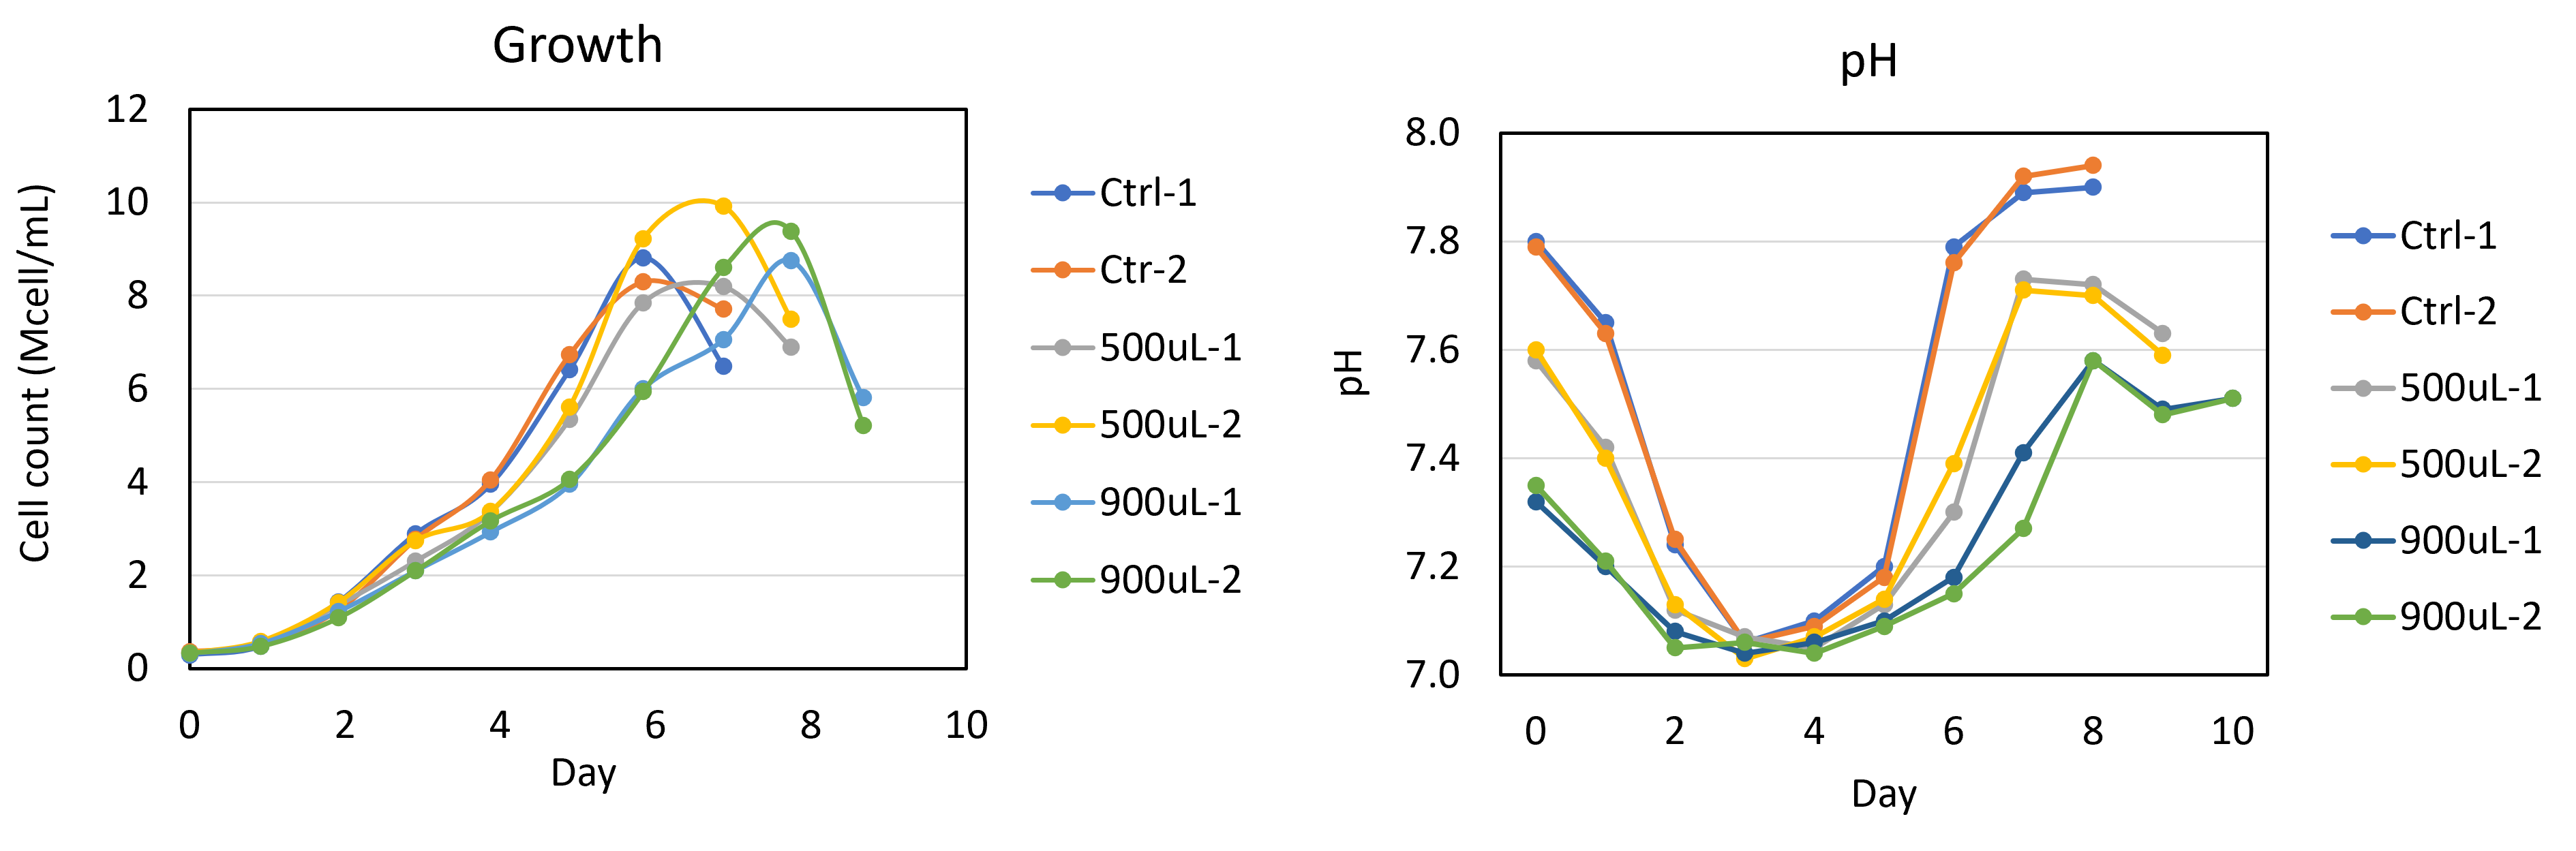 Growth
12
10
8
6
4
2
0
Cell count (Mcell/mL)
0 2 4 6 8 10
Day
Ctrl-1
Ctr-2
500uL-1
500uL-2
900uL-1
900uL-2
pH
8.0
7.8
7.6
7.4
7.2
7.0
pH
0 2 4 6 8 10
Day
Ctrl-1
Ctrl-2
500uL-1
500uL-2
900uL-1
900uL-2